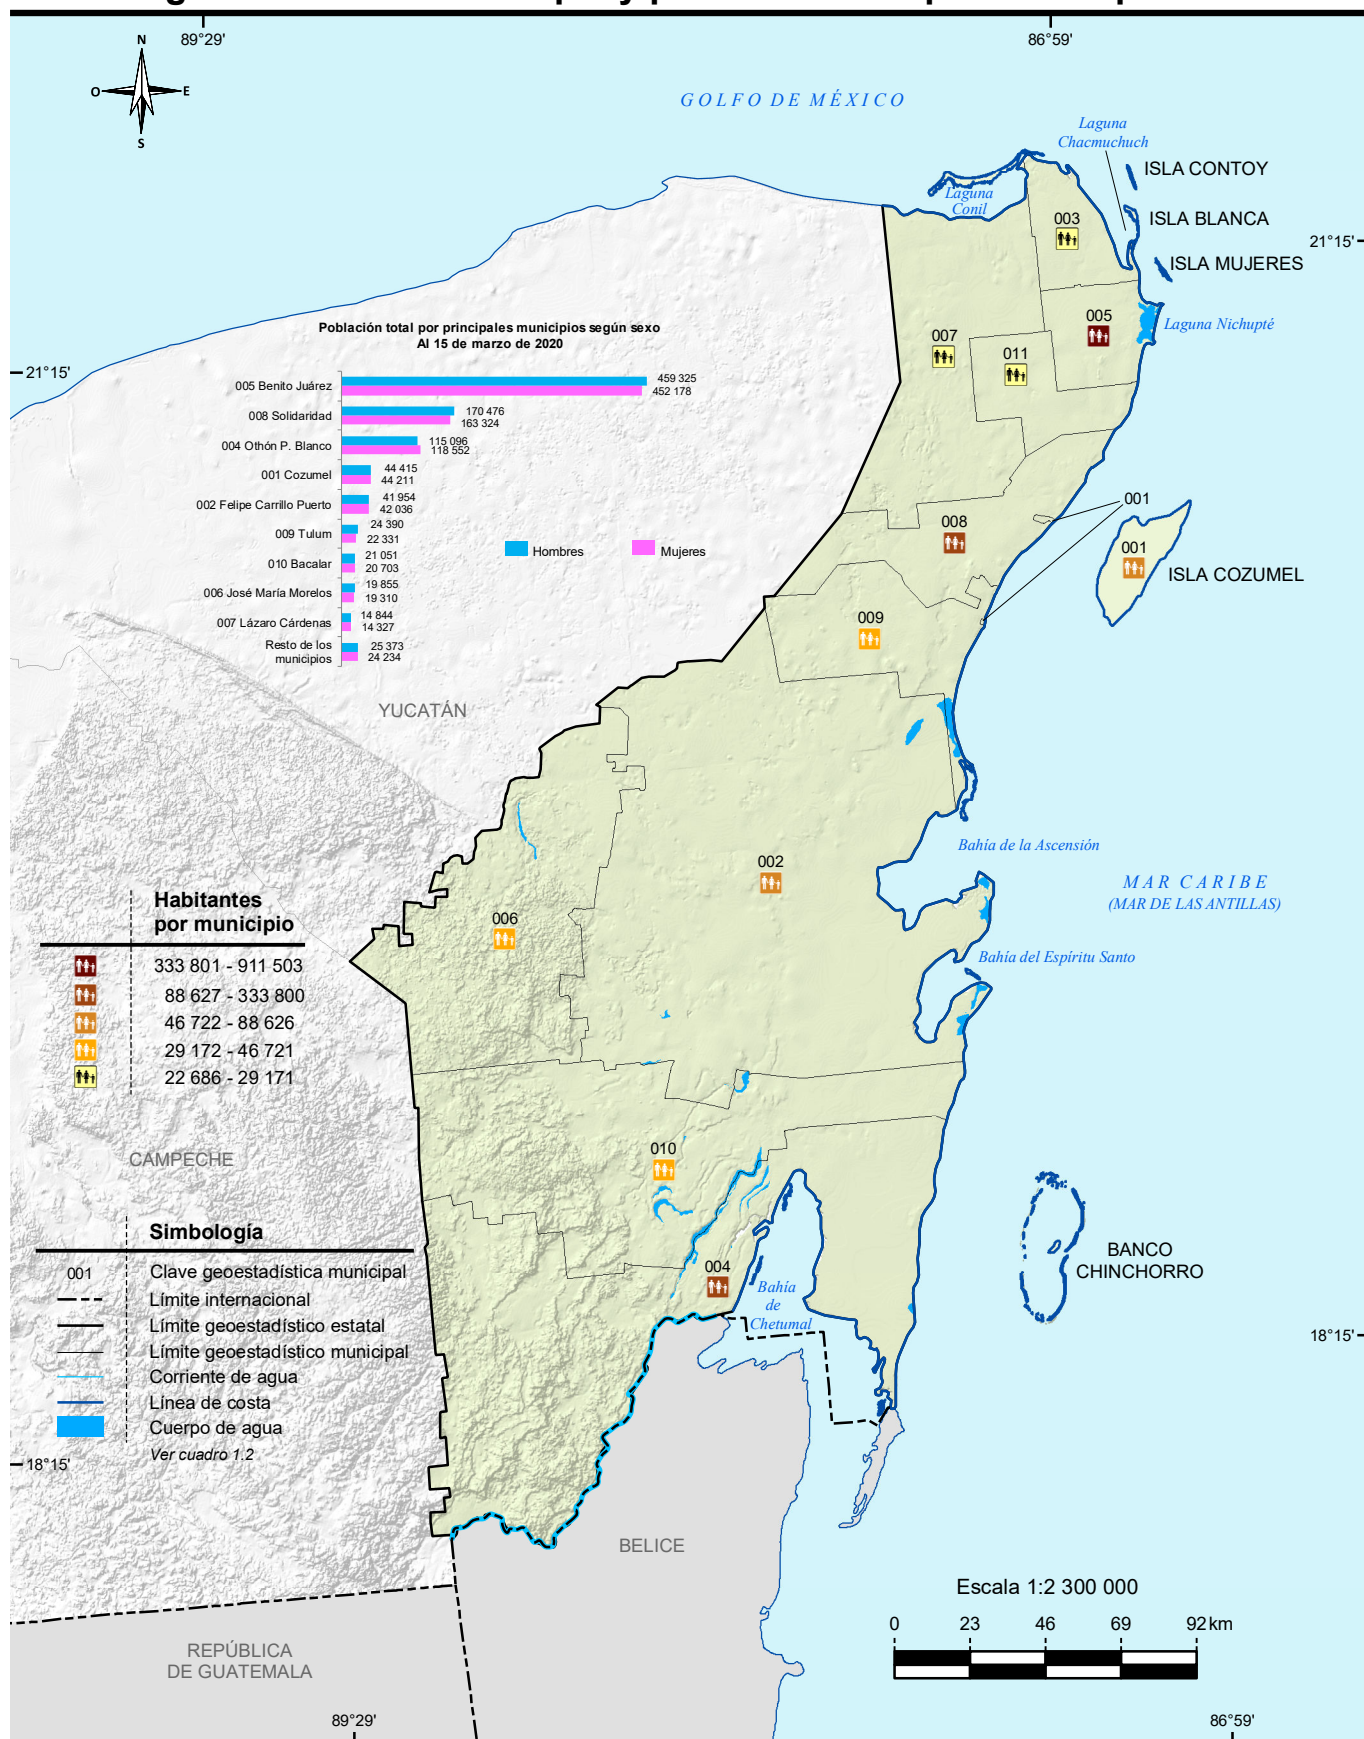 89°29'
86°59'
N
O
E
S
GOLFO DE MÉXICO
Laguna
Chacmuchuch
ISLA CONTOY
Laguna
Conil
003
ISLA BLANCA
21°15'
ISLA MUJERES
005
Laguna Nichupté
007
011
Población total por principales municipios según sexo
Al 15 de marzo de 2020
21°15'
005 Benito Juárez
459 325
452 178
008 Solidaridad
170 476
163 324
004 Othón P. Blanco
115 096
118 552
001 Cozumel
44 415
44 211
002 Felipe Carrillo Puerto
41 954
42 036
009 Tulum
24 390
22 331
010 Bacalar
21 051
20 703
006 José María Morelos
19 855
19 310
007 Lázaro Cárdenas
14 844
14 327
Resto de los
municipios
25 373
24 234
Hombres
Mujeres
001
008
001
ISLA COZUMEL
009
YUCATÁN
Bahía de la Ascensión
002
MAR CARIBE
(MAR DE LAS ANTILLAS)
006
Bahía del Espíritu Santo
Habitantes
por municipio
333 801 - 911 503
88 627 - 333 800
46 722 - 88 626
29 172 - 46 721
22 686 - 29 171
CAMPECHE
010
004
Bahía
de
Chetumal
BANCO
CHINCHORRO
Simbología
001 Clave geoestadística municipal
Límite internacional
Límite geoestadístico estatal
Límite geoestadístico municipal
Corriente de agua
Línea de costa
Cuerpo de agua
Ver cuadro 1.2
18°15'
18°15'
BELICE
Escala 1:2 300 000
0 23 46 69 92 km
REPÚBLICA
DE GUATEMALA
89°29'
86°59'